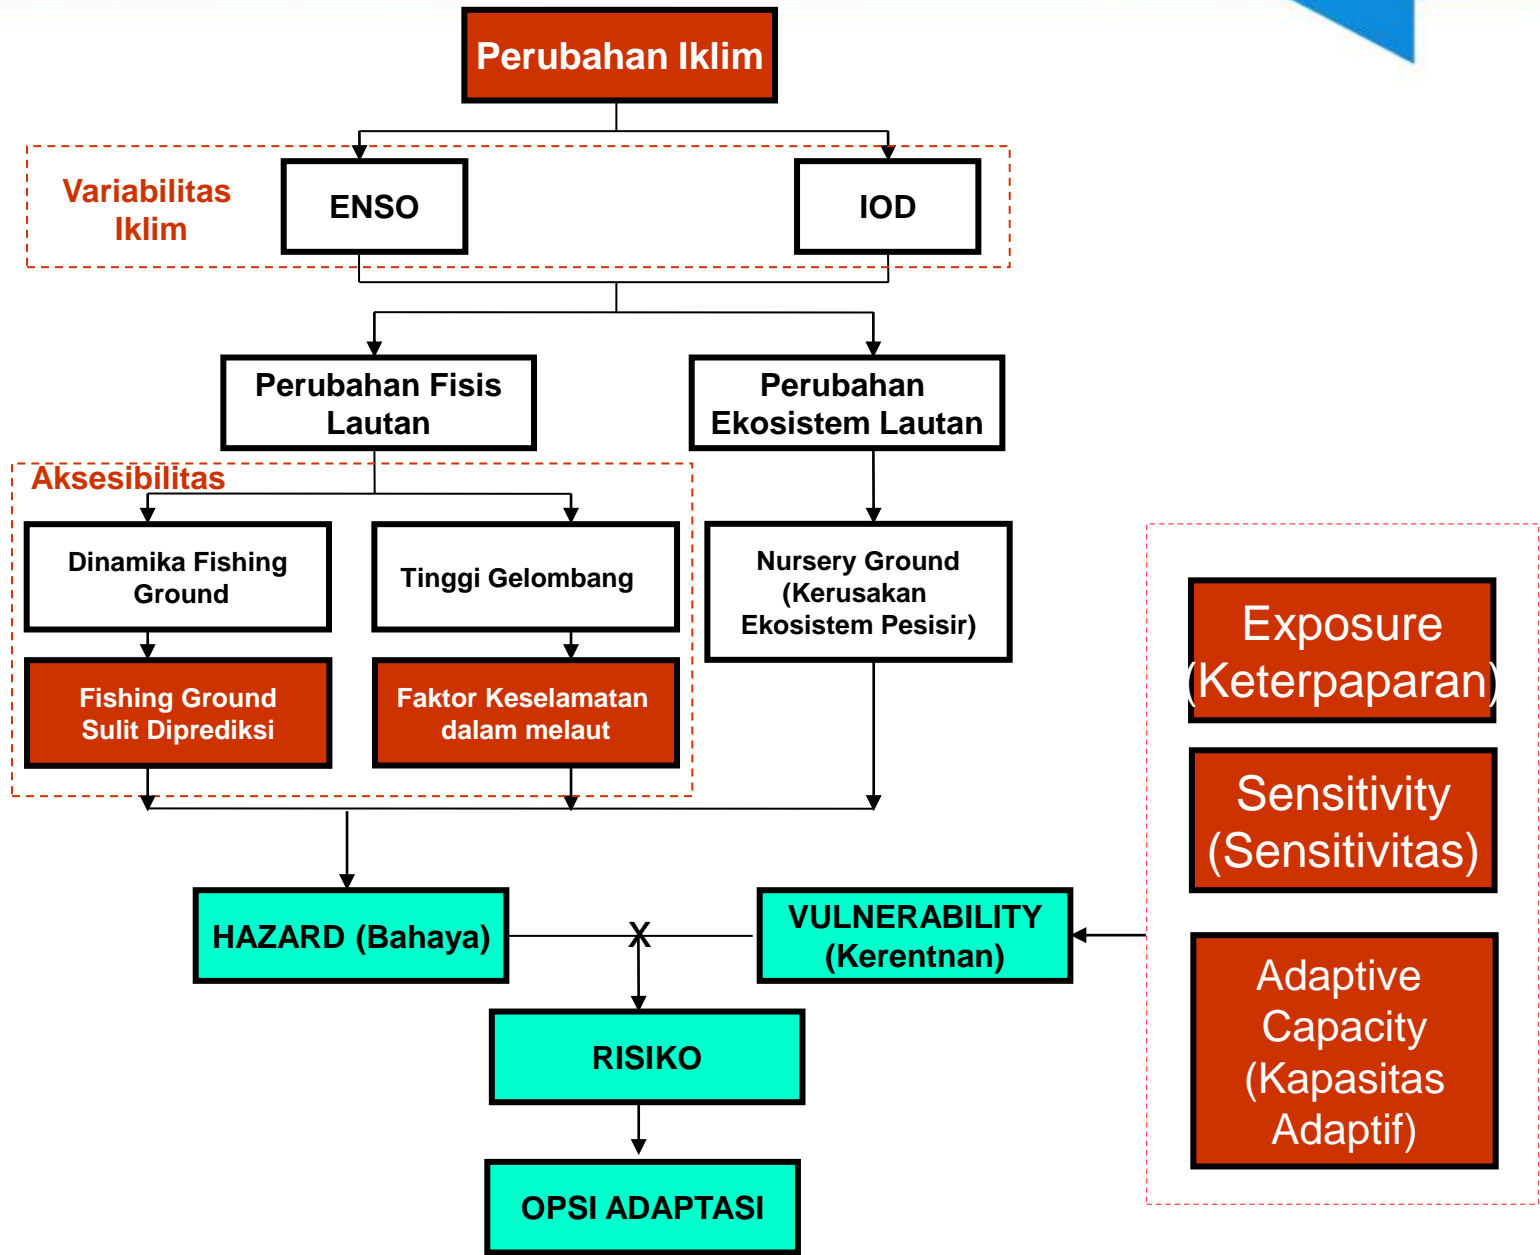 Perubahan Iklim
Variabilitas
Iklim
ENSO
IOD
Perubahan Fisis
Lautan
Perubahan
Ekosistem Lautan
Aksesibilitas
Dinamika Fishing
Ground
Tinggi Gelombang
Nursery Ground
(Kerusakan
Ekosistem Pesisir)
Fishing Ground
Sulit Diprediksi
Faktor Keselamatan
dalam melaut
Exposure
(Keterpaparan)
Sensitivity
(Sensitivitas)
Adaptive
Capacity
(Kapasitas
Adaptif)
HAZARD (Bahaya)
X
VULNERABILITY
(Kerentnan)
RISIKO
OPSI ADAPTASI